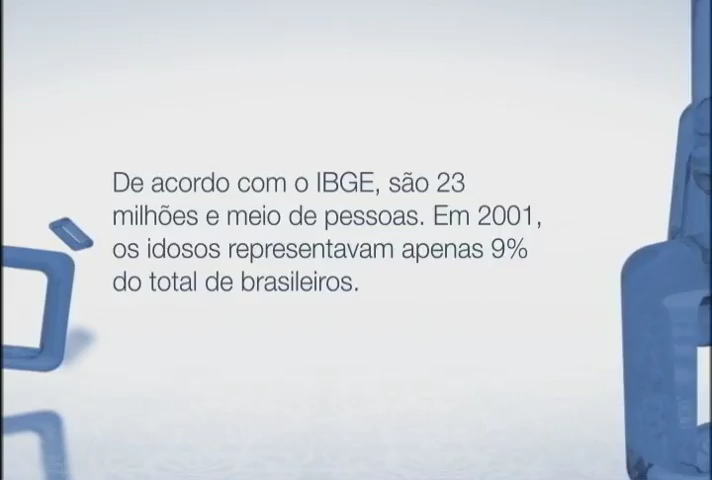 De acordo com o IBGE, são 23
milhões e meio de pessoas. Em 2001,
os idosos representavam apenas 9%
do total de brasileiros.